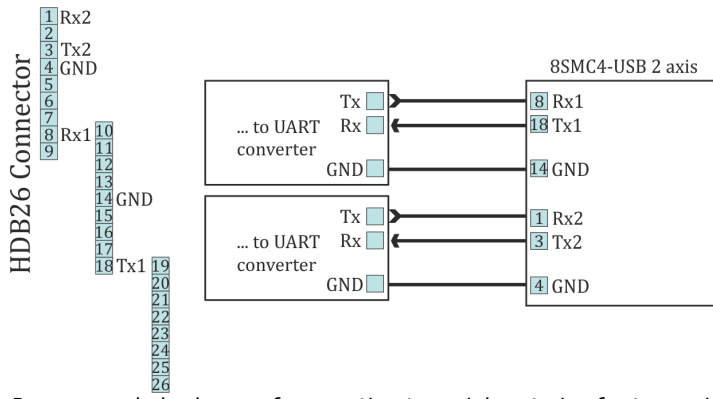 HDB26 Connector
1 Rx2
2
3 Tx2
4 GND
5
6
7
8 Rx1
9
10
11
12
13
14 GND
15
16
17
18 Tx1
19
20
21
22
23
24
25
26
... to UART
converter
Tx
Rx
GND
... to UART
converter
Tx
Rx
GND
8SMC4-USB 2 axis
8 Rx1
18 Tx1
14 GND
1 Rx2
3 Tx2
4 GND